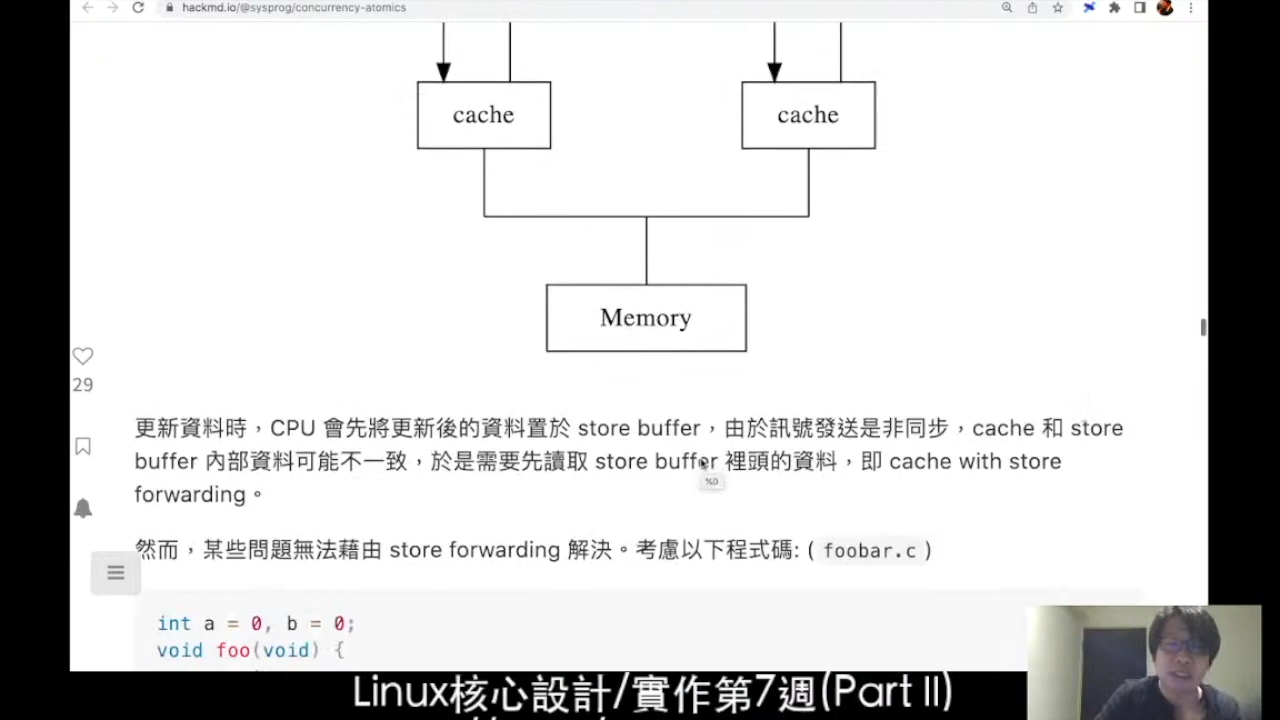 hackmd.io/@sysprog/concurrency-atomics
cache cache
Memory
29
更新資料時，CPU 會先將更新後的資料置於 store buffer，由於訊號發送是非同步，cache 和 store
buffer 內部資料可能不一致，於是需要先讀取 store buffer 裡頭的資料，即 cache with store
forwarding。
%0
然而，某些問題無法藉由 store forwarding 解決。考慮以下程式碼: ( foobar.c )
int a = 0, b = 0;
void foo(void) {
Linux核心設計/實作第7週(Part II)